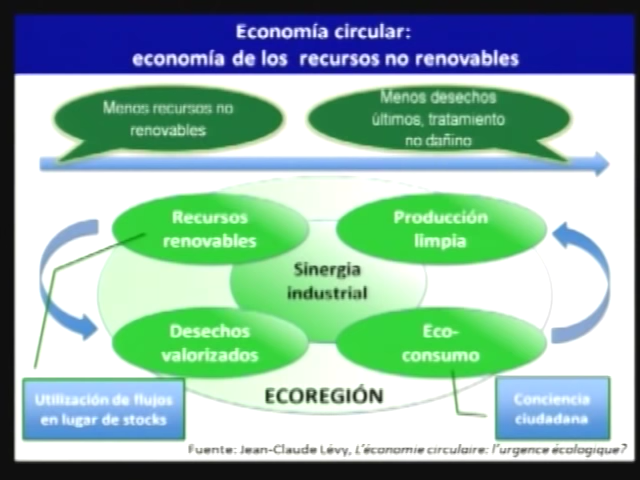 Economía circular:
economía de los recursos no renovables
Menos recursos no
renovables
Menos desechos
últimos, tratamiento
no dañino
Recursos
renovables
Producción
limpia
Sinergia
industrial
Desechos
valorizados
Eco-
consumo
ECOREGIÓN
Utilización de flujos
en lugar de stocks
Conciencia
ciudadana
Fuente: Jean-Claude Lévy, L'économie circulaire: l'urgence écologique?